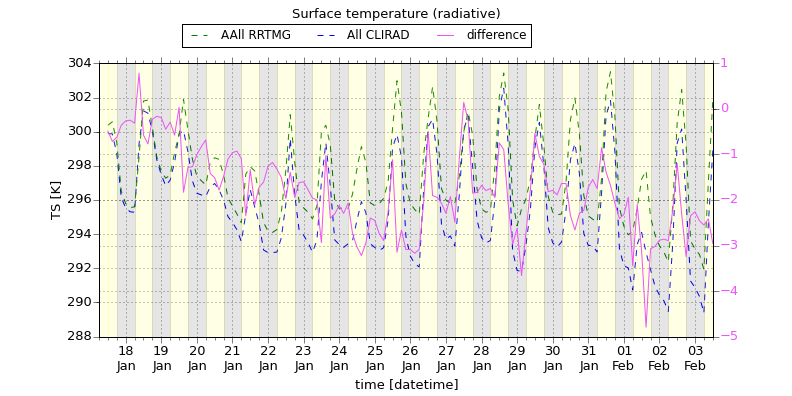 Surface temperature (radiative)
AAll RRTMG All CLIRAD difference
304
302
300
298
296
294
292
290
288
TS [K]
1
0
−1
−2
−3
−4
−5
18 19 20 21 22 23 24 25 26 27 28 29 30 31 01 02 03
Jan Jan Jan Jan Jan Jan Jan Jan Jan Jan Jan Jan Jan Jan Feb Feb Feb
time [datetime]